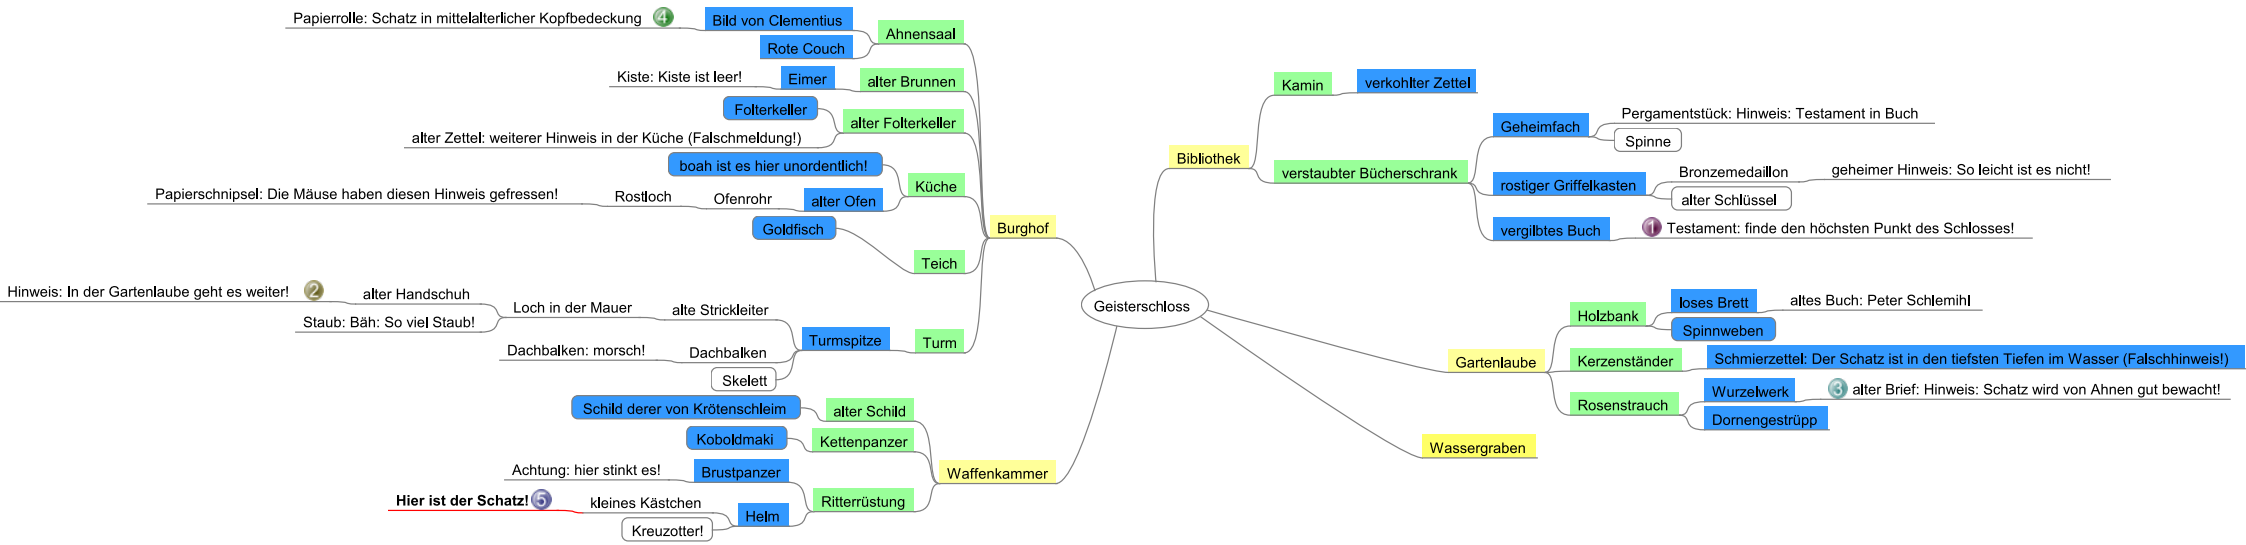 Geisterschloss
Burghof
Ahnensaal
Bild von Clementius
④ Papierrolle: Schatz in mittelalterlicher Kopfbedeckung
Rote Couch
alter Brunnen
Eimer
Kiste: Kiste ist leer!
alter Folterkeller
Folterkeller
alter Zettel: weiterer Hinweis in der Küche (Falschmeldung!)
Küche
boah ist es hier unordentlich!
alter Ofen
Ofenrohr
Rostloch
Papierschnipsel: Die Mäuse haben diesen Hinweis gefressen!
Teich
Goldfisch
Turm
Turmspitze
alte Strickleiter
Loch in der Mauer
alter Handschuh
② Hinweis: In der Gartenlaube geht es weiter!
Staub: Bäh: So viel Staub!
Dachbalken
Dachbalken: morsch!
Skelett
Waffenkammer
alter Schild
Schild derer von Krötenschleim
Kettenpanzer
Koboldmaki
Ritterrüstung
Brustpanzer
Achtung: hier stinkt es!
Helm
kleines Kästchen
Hier ist der Schatz! ⑤
Kreuzotter!
Bibliothek
Kamin
verkohlter Zettel
verstaubter Bücherschrank
Geheimfach
Pergamentstück: Hinweis: Testament in Buch
Spinne
rostiger Griffelkasten
Bronzemedaillon
geheimer Hinweis: So leicht ist es nicht!
alter Schlüssel
vergilbtes Buch
① Testament: finde den höchsten Punkt des Schlosses!
Gartenlaube
Holzbank
loses Brett
altes Buch: Peter Schlemihl
Spinnweben
Kerzenständer
Schmierzettel: Der Schatz ist in den tiefsten Tiefen im Wasser (Falschhinweis!)
Rosenstrauch
Wurzelwerk
③ alter Brief: Hinweis: Schatz wird von Ahnen gut bewacht!
Dornengestrüpp
Wassergraben